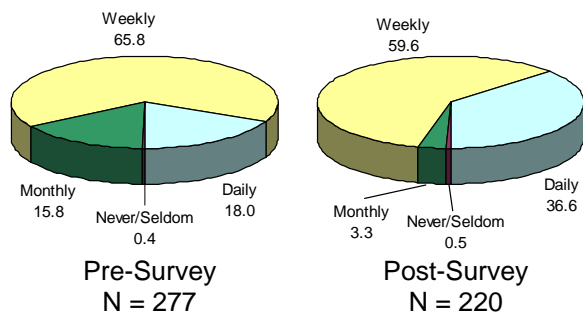 Weekly
65.8
Monthly
15.8
Never/Seldom
0.4
Daily
18.0
Pre-Survey
N = 277
Weekly
59.6
Monthly
3.3
Never/Seldom
0.5
Daily
36.6
Post-Survey
N = 220